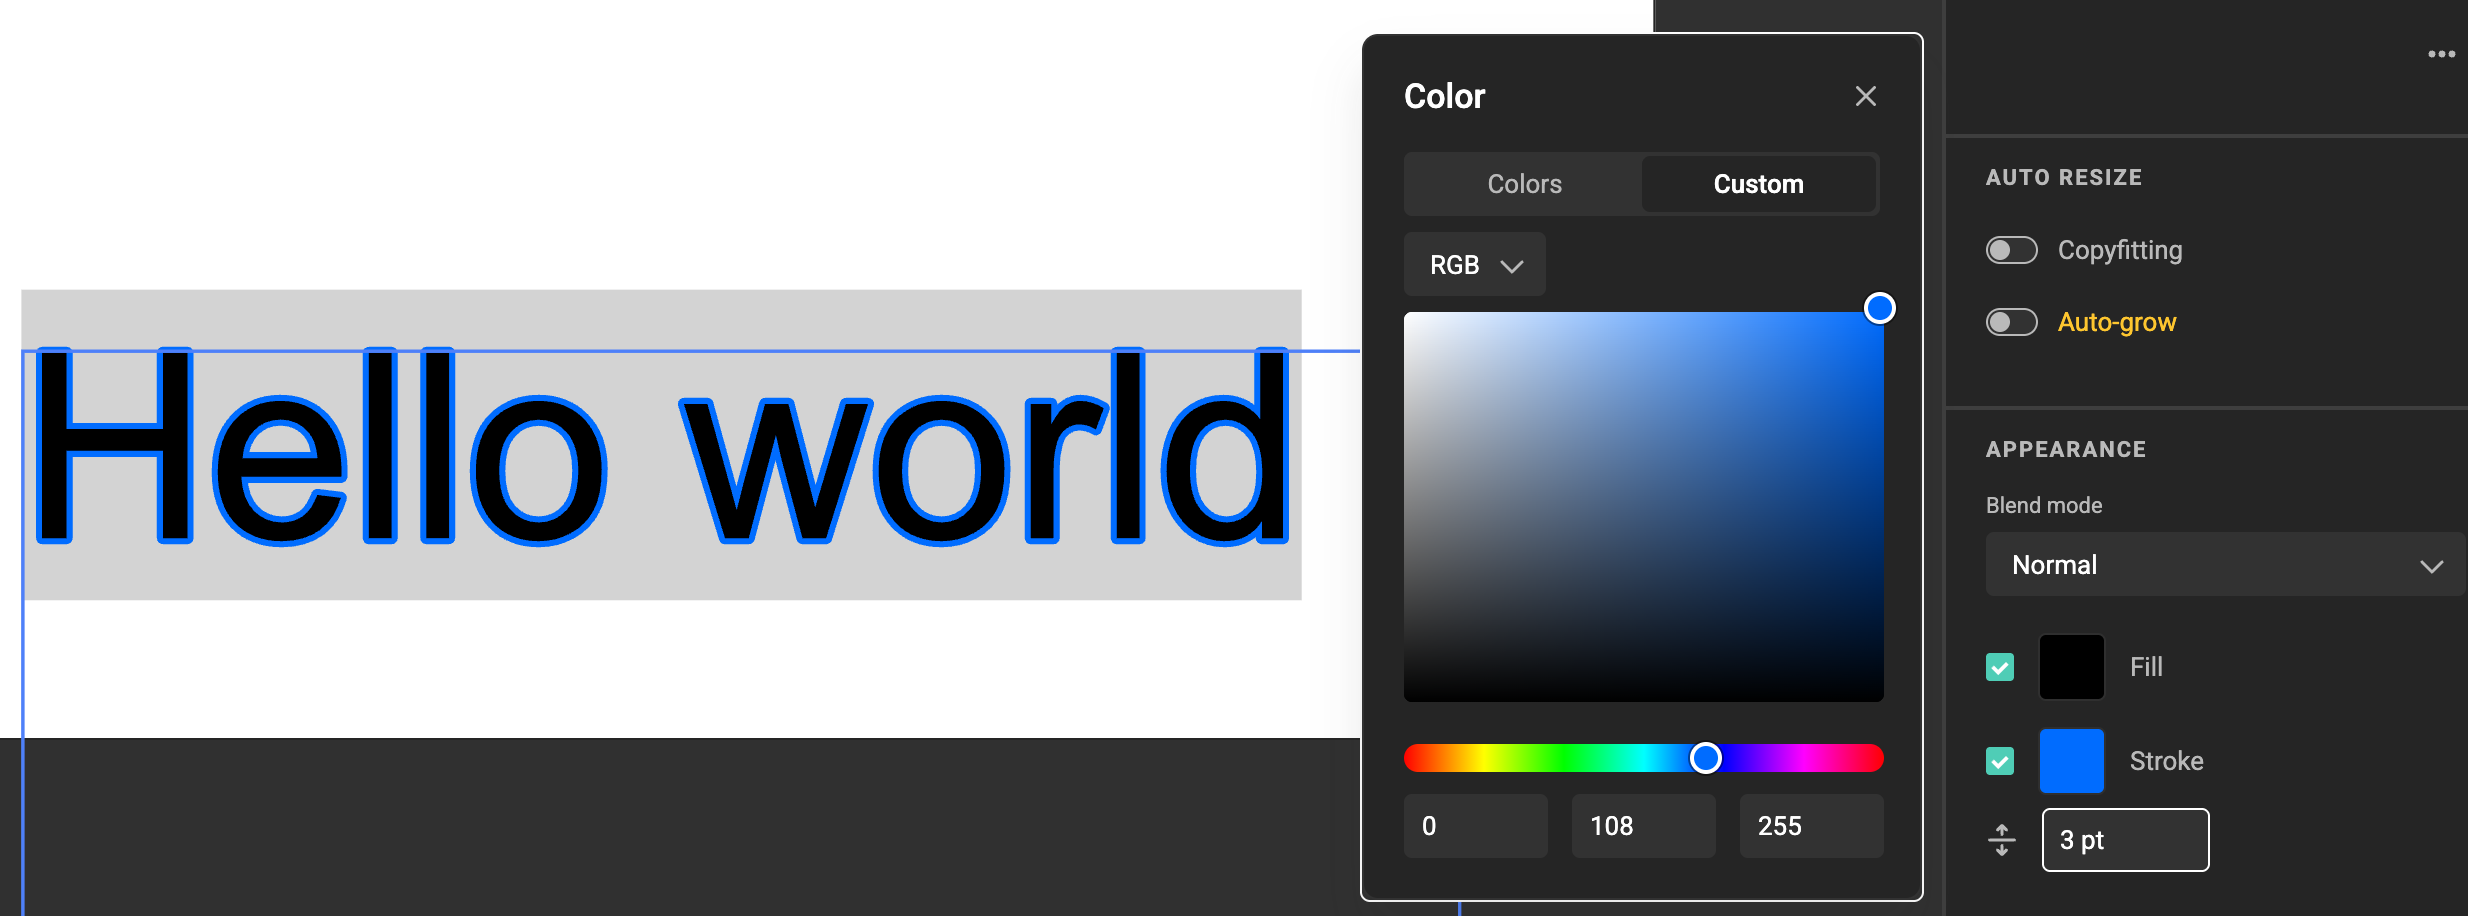 Hello world
Color
Colors
Custom
RGB
0
108
255
AUTO RESIZE
Copyfitting
Auto-grow
APPEARANCE
Blend mode
Normal
Fill
Stroke
3 pt